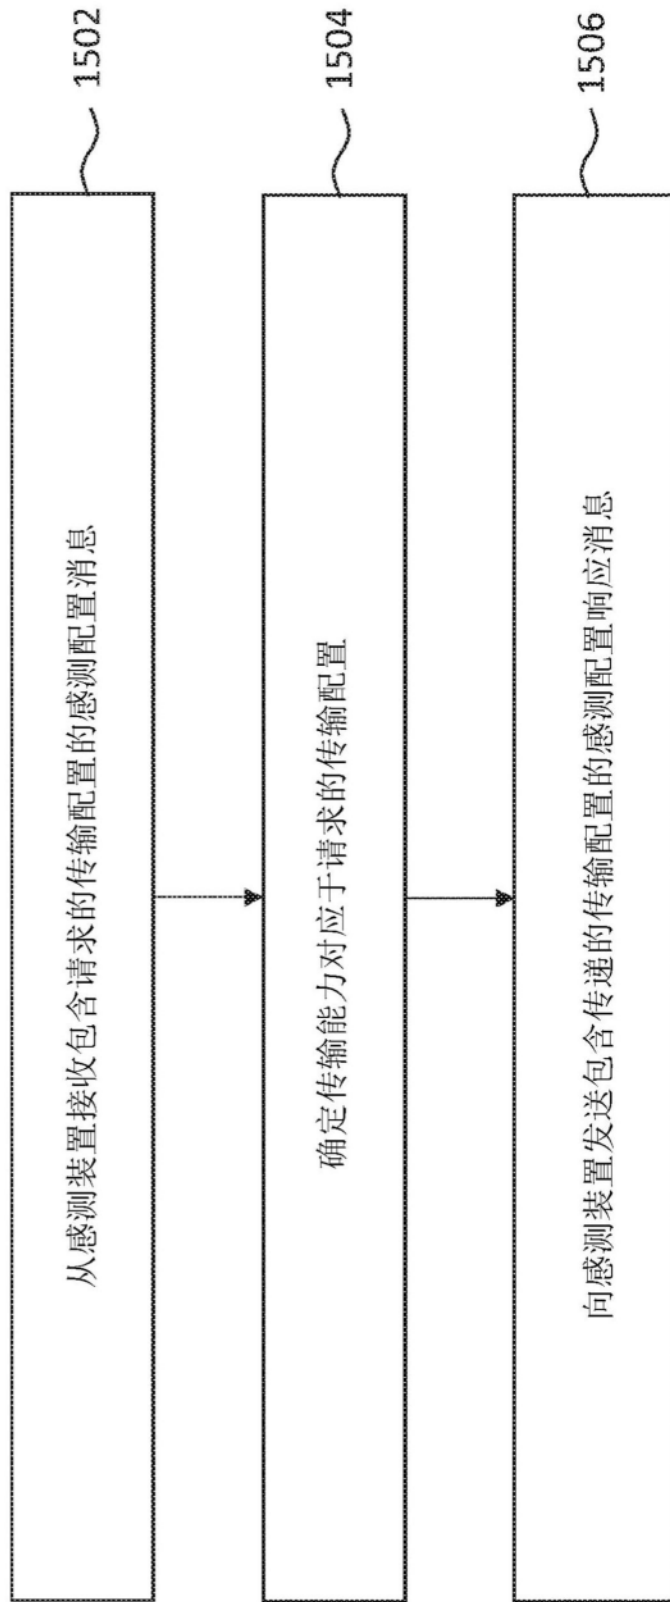 从感测装置接收包含请求的传输配置的感测配置消息
1502
确定传输能力对应于请求的传输配置
1504
向感测装置发送包含传递的传输配置的感测配置响应消息
1506